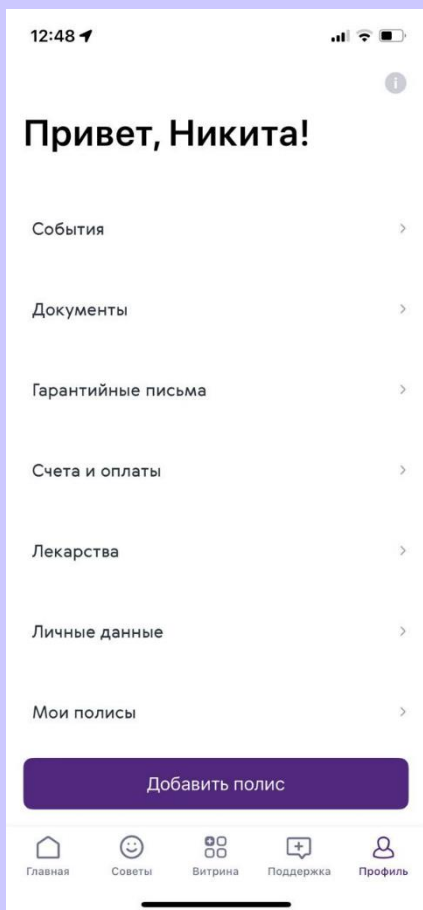 12:48
Привет, Никита!
События
Документы
Гарантийные письма
Счета и оплаты
Лекарства
Личные данные
Мои полисы
Добавить полис
Главная
Советы
Витрина
Поддержка
Профиль